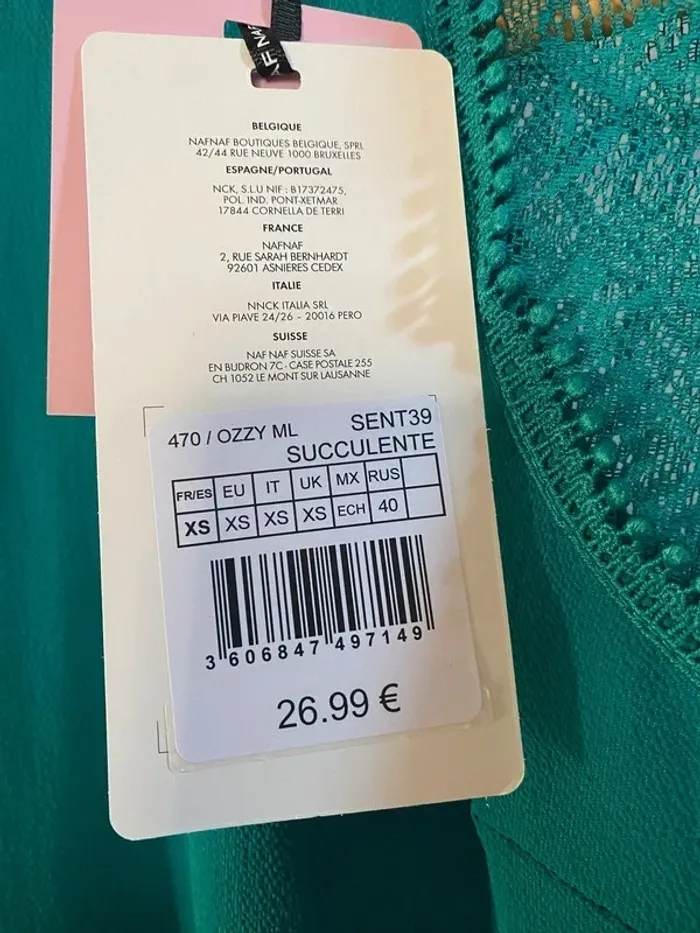 BELGIQUE
NAFNAF BOUTIQUES BELGIQUE, SPRL
42/44 RUE NEUVE 1000 BRUXELLES
ESPAGNE/PORTUGAL
NCK, S.L.U NIF : B17372475,
POL. IND. PONT-XETMAR
17844 CORNELLA DE TERRI
FRANCE
NAFNAF
2, RUE SARAH BERNHARDT
92601 ASNIERES CEDEX
ITALIE
NNCK ITALIA SRL
VIA PIAVE 24/26 - 20016 PERO
SUISSE
NAF NAF SUISSE SA
EN BUDRON 7C - CASE POSTALE 255
CH 1052 LE MONT SUR LAUSANNE
470 / OZZY ML SENT39
SUCCULENTE
FR/ES EU IT UK MX RUS
XS XS XS XS ECH 40
3 606847 497149
26.99 €